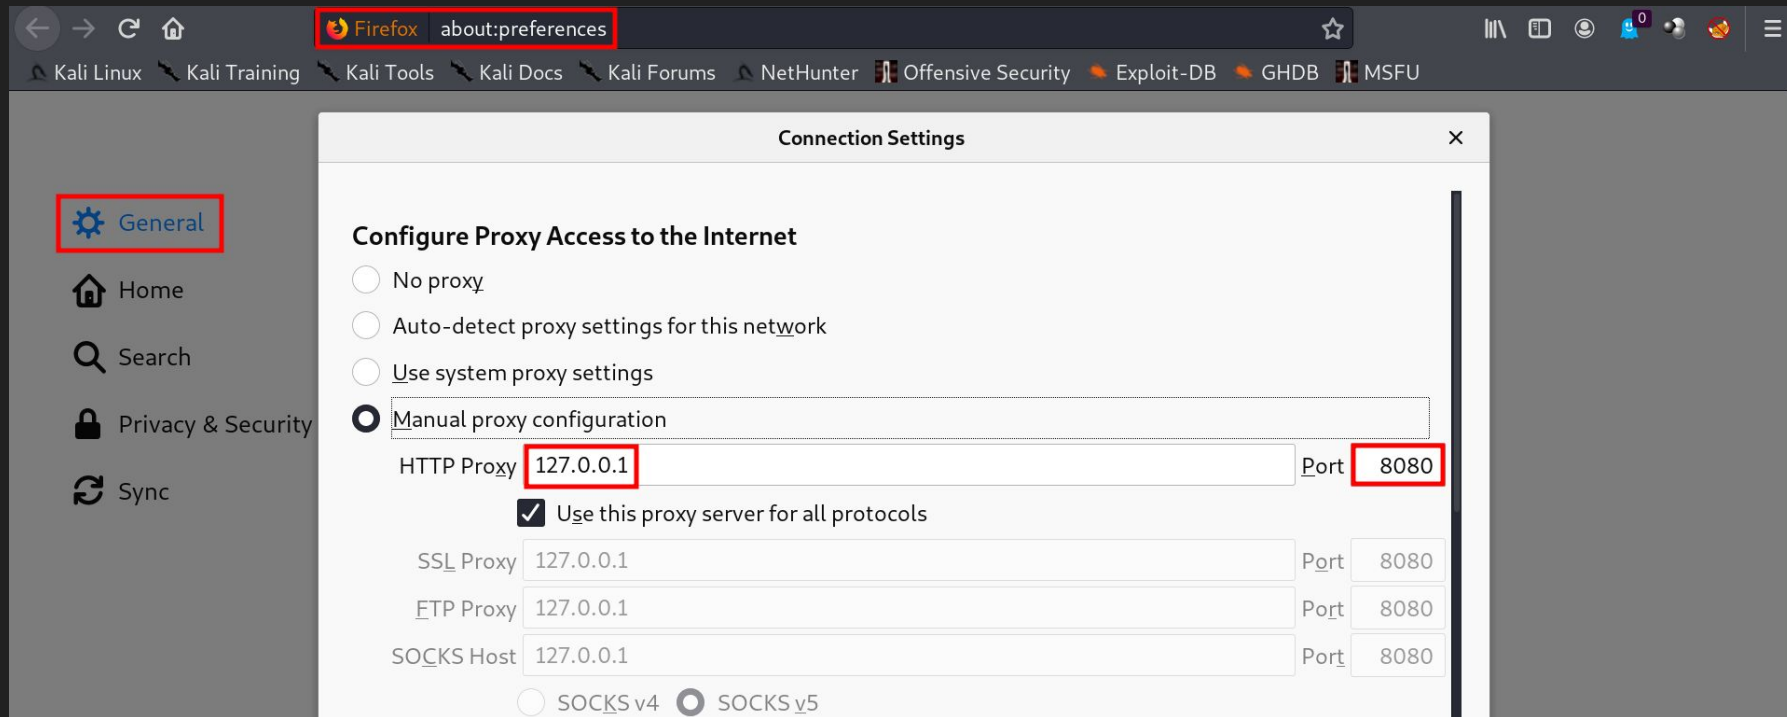 Firefox about:preferences
0
Kali Linux Kali Training Kali Tools Kali Docs Kali Forums NetHunter Offensive Security Exploit-DB GHDB MSFU
Connection Settings
General
Home
Search
Privacy & Security
Sync
Configure Proxy Access to the Internet
No proxy
Auto-detect proxy settings for this network
Use system proxy settings
Manual proxy configuration
HTTP Proxy 127.0.0.1 Port 8080
Use this proxy server for all protocols
SSL Proxy 127.0.0.1 Port 8080
FTP Proxy 127.0.0.1 Port 8080
SOCKS Host 127.0.0.1 Port 8080
SOCKS v4 SOCKS v5